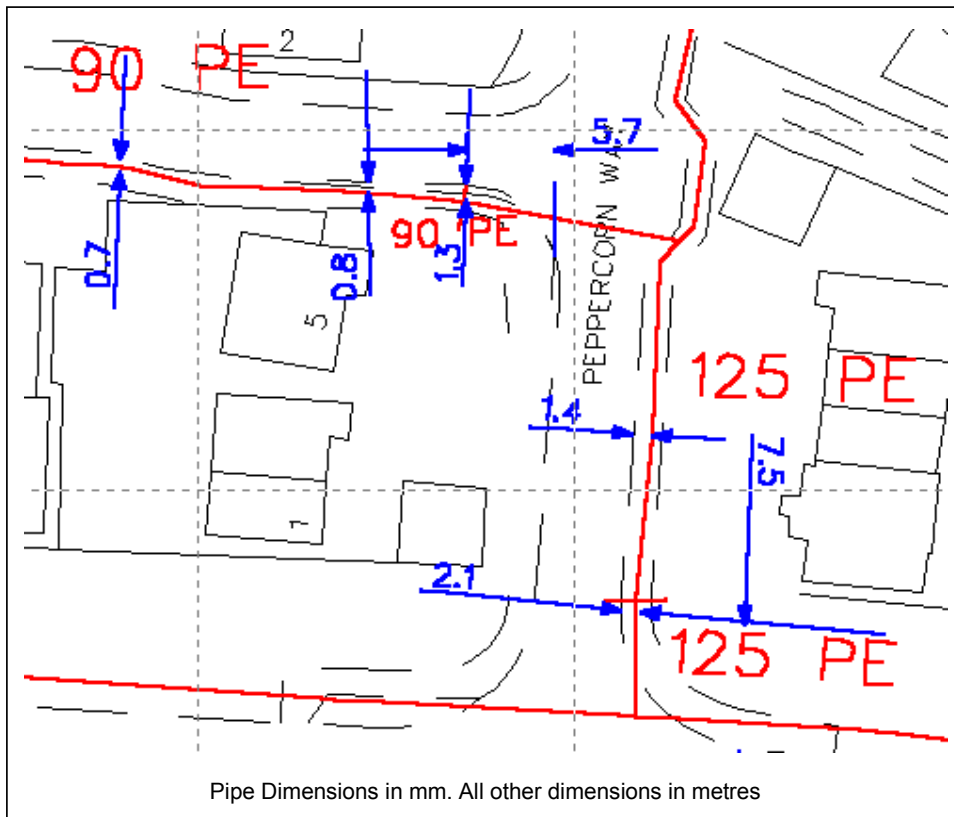 2
90 PE
5.7
0.7
0.8
1.3
90 PE
PEPPERCORN WAY
5
125 PE
1.4
7.5
1
2.1
125 PE
Pipe Dimensions in mm. All other dimensions in metres